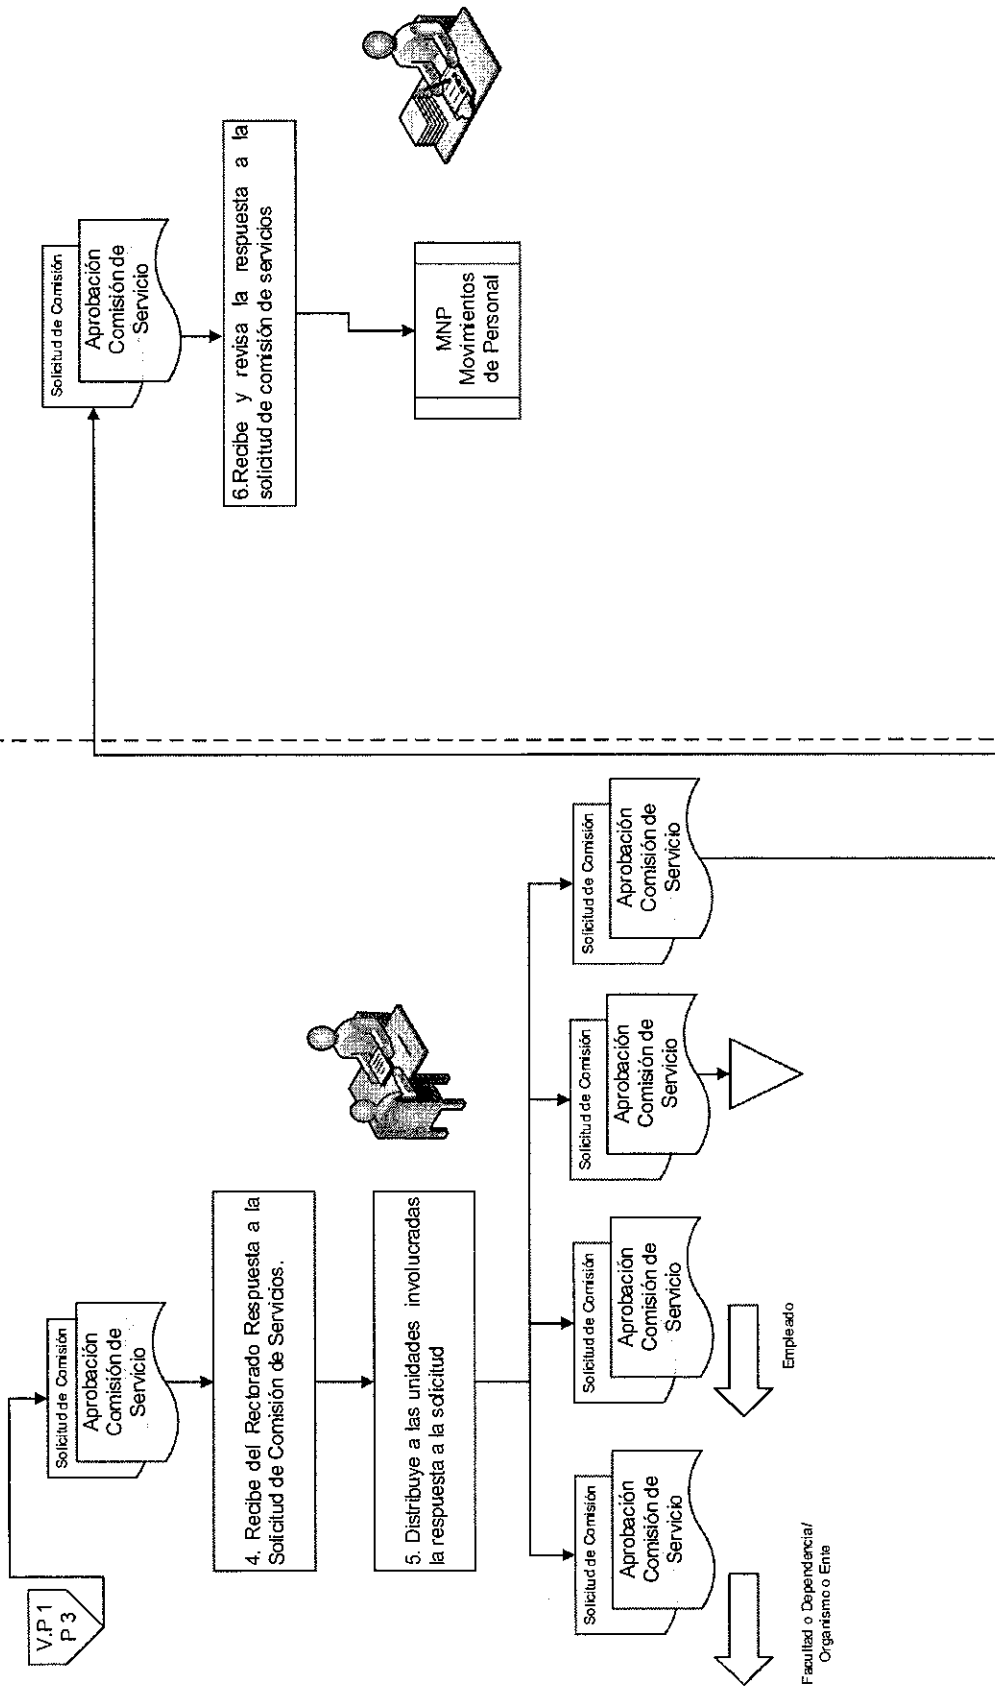 V.P 1
P 3
Solicitud de Comisión
Aprobación
Comisión de
Servicio
4. Recibe del Rectorado Respuesta a la
Solicitud de Comisión de Servicios.
5. Distribuye a las unidades involucradas
la respuesta a la solicitud
Solicitud de Comisión
Aprobación
Comisión de
Servicio
Facultad o Dependencia/
Organismo o Ente
Solicitud de Comisión
Aprobación
Comisión de
Servicio
Empleado
Solicitud de Comisión
Aprobación
Comisión de
Servicio
Solicitud de Comisión
Aprobación
Comisión de
Servicio
Solicitud de Comisión
Aprobación
Comisión de
Servicio
6.Recibe y revisa la respuesta a la
solicitud de comisión de servicios
MNP
Movimientos
de Personal